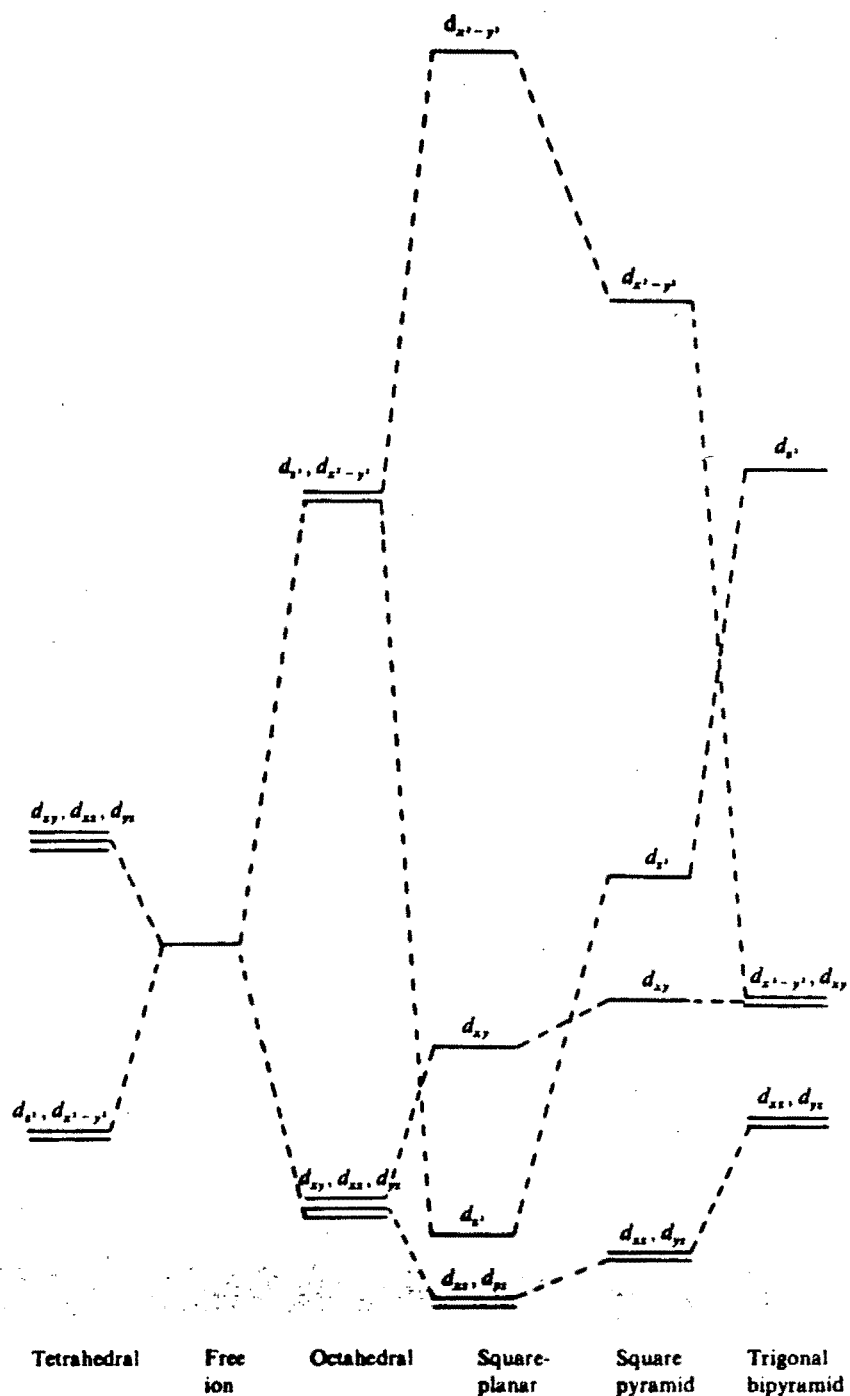 d_{x²-y²}
d_{x²-y²}
d_{z²}, d_{x²-y²}
d_{z²}
d_{xy}, d_{xz}, d_{yz}
d_{z²}
d_{xy}
d_{x²-y²}, d_{xy}
d_{xy}
d_{z²}, d_{x²-y²}
d_{xz}, d_{yz}
d_{xy}, d_{xz}, d_{yz}
d_{z²}
d_{xz}, d_{yz}
d_{xz}, d_{yz}
Tetrahedral Free Octahedral Square- Square Trigonal
ion planar pyramid bipyramid